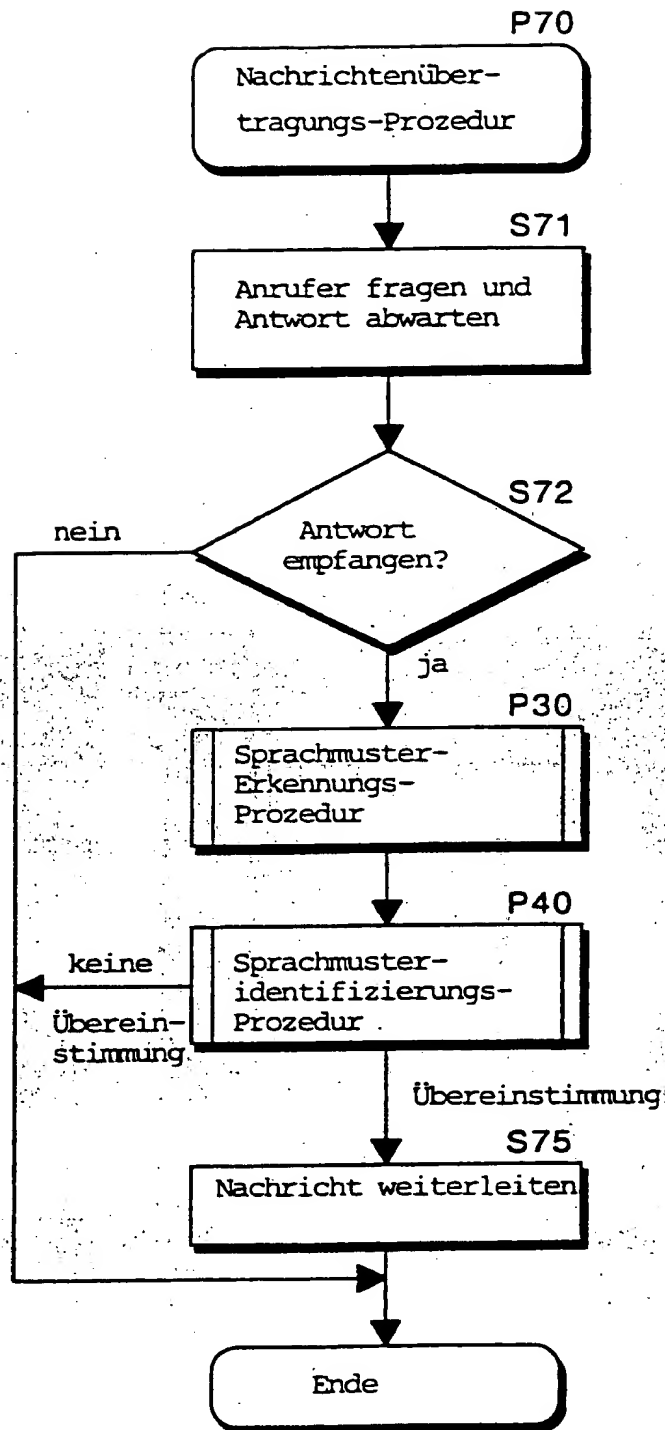 P70
Nachrichtenüber-
tragungs-Prozedur
S71
Anrufer fragen und
Antwort abwarten
S72
nein
Antwort
empfangen?
ja
P30
Sprachmuster-
Erkennungs-
Prozedur
P40
keine
Überein-
stimmung
Sprachmuster-
identifizierungs-
Prozedur
Übereinstimmung
S75
Nachricht weiterleiten
Ende